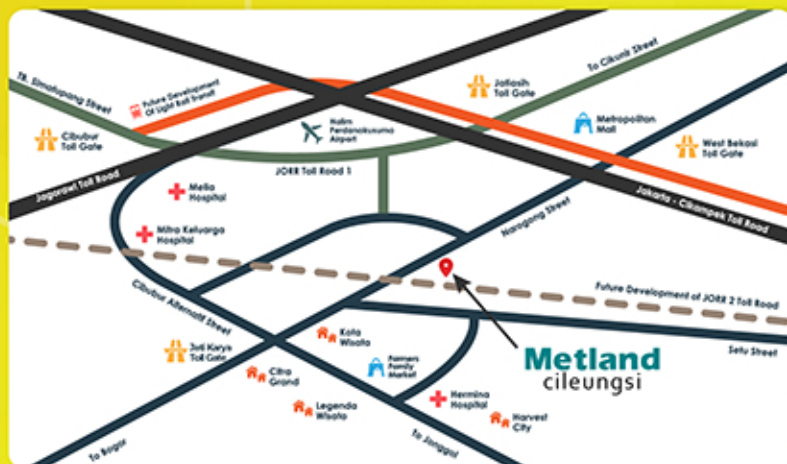 TB. Simatupang Street
Future Development
Of Light Rail Transit
Cibubur
Toll Gate
Halim
Perdanakusuma
Airport
Jatiasih
Toll Gate
To Cikunir Street
Metropolitan
Mall
West Bekasi
Toll Gate
JORR Toll Road 1
Jagorawi Toll Road
Melia
Hospital
Mitra Keluarga
Hospital
Narogong Street
Jakarta - Cikampek Toll Road
Future Development of JORR 2 Toll Road
Cibubur Alternatif Street
Jati Karya
Toll Gate
Kota
Wisata
Setu Street
Metland
cileungsi
Citra
Grand
Farmers
Family
Market
Legenda
Wisata
Hermina
Hospital
Harvest
City
To Bogor
To Jonggol